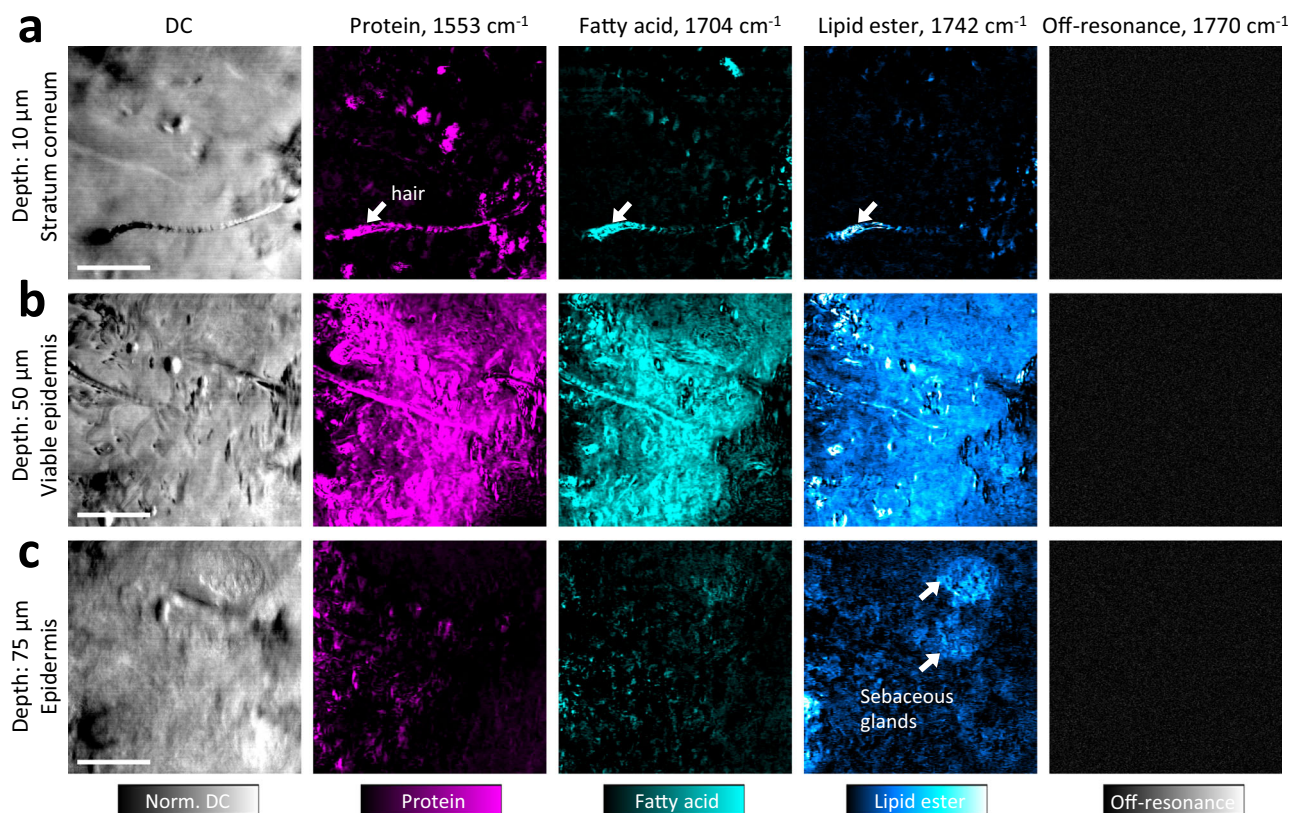 a
DC
Protein, 1553 cm⁻¹
Fatty acid, 1704 cm⁻¹
Lipid ester, 1742 cm⁻¹
Off-resonance, 1770 cm⁻¹
Depth: 10 µm
Stratum corneum
hair
b
Depth: 50 µm
Viable epidermis
c
Depth: 75 µm
Epidermis
Sebaceous
glands
Norm. DC
Protein
Fatty acid
Lipid ester
Off-resonance